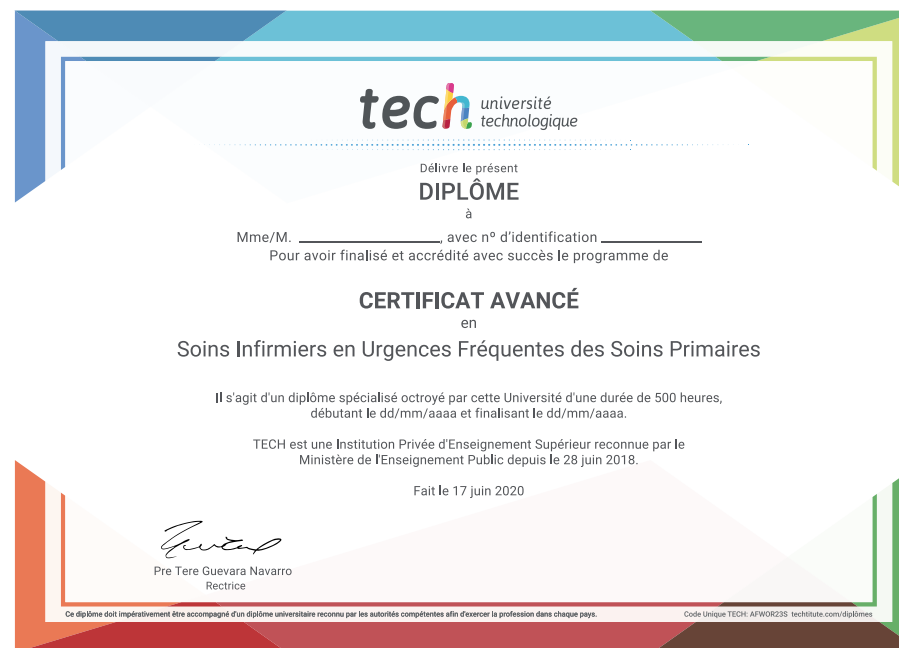 tech université
technologique
Délivre le présent
DIPLÔME
à
Mme/M. ____________________, avec nº d'identification ______________
Pour avoir finalisé et accrédité avec succès le programme de
CERTIFICAT AVANCÉ
en
Soins Infirmiers en Urgences Fréquentes des Soins Primaires
Il s'agit d'un diplôme spécialisé octroyé par cette Université d'une durée de 500 heures,
débutant le dd/mm/aaaa et finalisant le dd/mm/aaaa.
TECH est une Institution Privée d'Enseignement Supérieur reconnue par le
Ministère de l'Enseignement Public depuis le 28 juin 2018.
Fait le 17 juin 2020
Pre Tere Guevara Navarro
Rectrice
Ce diplôme doit impérativement être accompagné d'un diplôme universitaire reconnu par les autorités compétentes afin d'exercer la profession dans chaque pays.
Code Unique TECH: AFWOR23S techtitute.com/diplômes